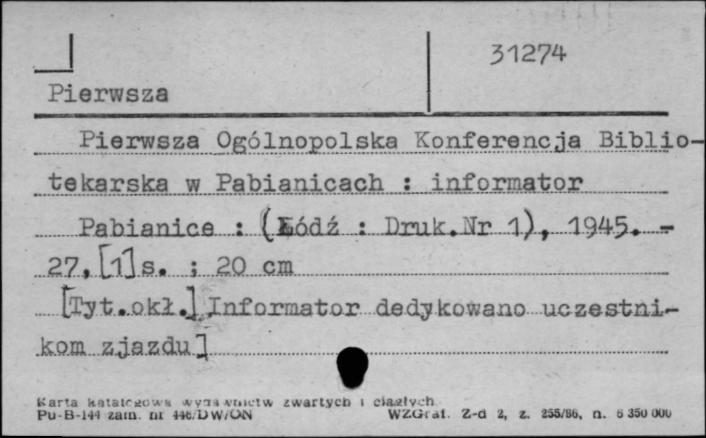 31274
Pierwsza
Pierwsza Ogólnopolska Konferencja Biblio-
tekarska w Pabianicach : informator
Pabianice : (Łódź : Druk.Nr 1), 1945. -
27,[1]s. ; 20 cm
[Tyt.okł.]Informator dedykowano uczestni-
kom zjazdu]
Karta katalogowa wydawnictw zwartych i ciągłych
Pu-B-144 zam. nr 446/DW/ON WZGraf. Z-d 2, z. 255/86, n. 6 350 000